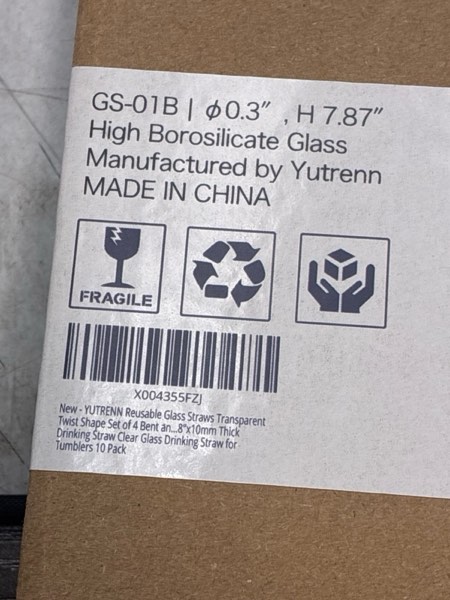 GS-01B | ϕ0.3″ , H 7.87″
High Borosilicate Glass
Manufactured by Yutrenn
MADE IN CHINA
FRAGILE
X004355FZJ
New - YUTRENN Reusable Glass Straws Transparent
Twist Shape Set of 4 Bent an...8"x10mm Thick
Drinking Straw Clear Glass Drinking Straw for
Tumblers 10 Pack